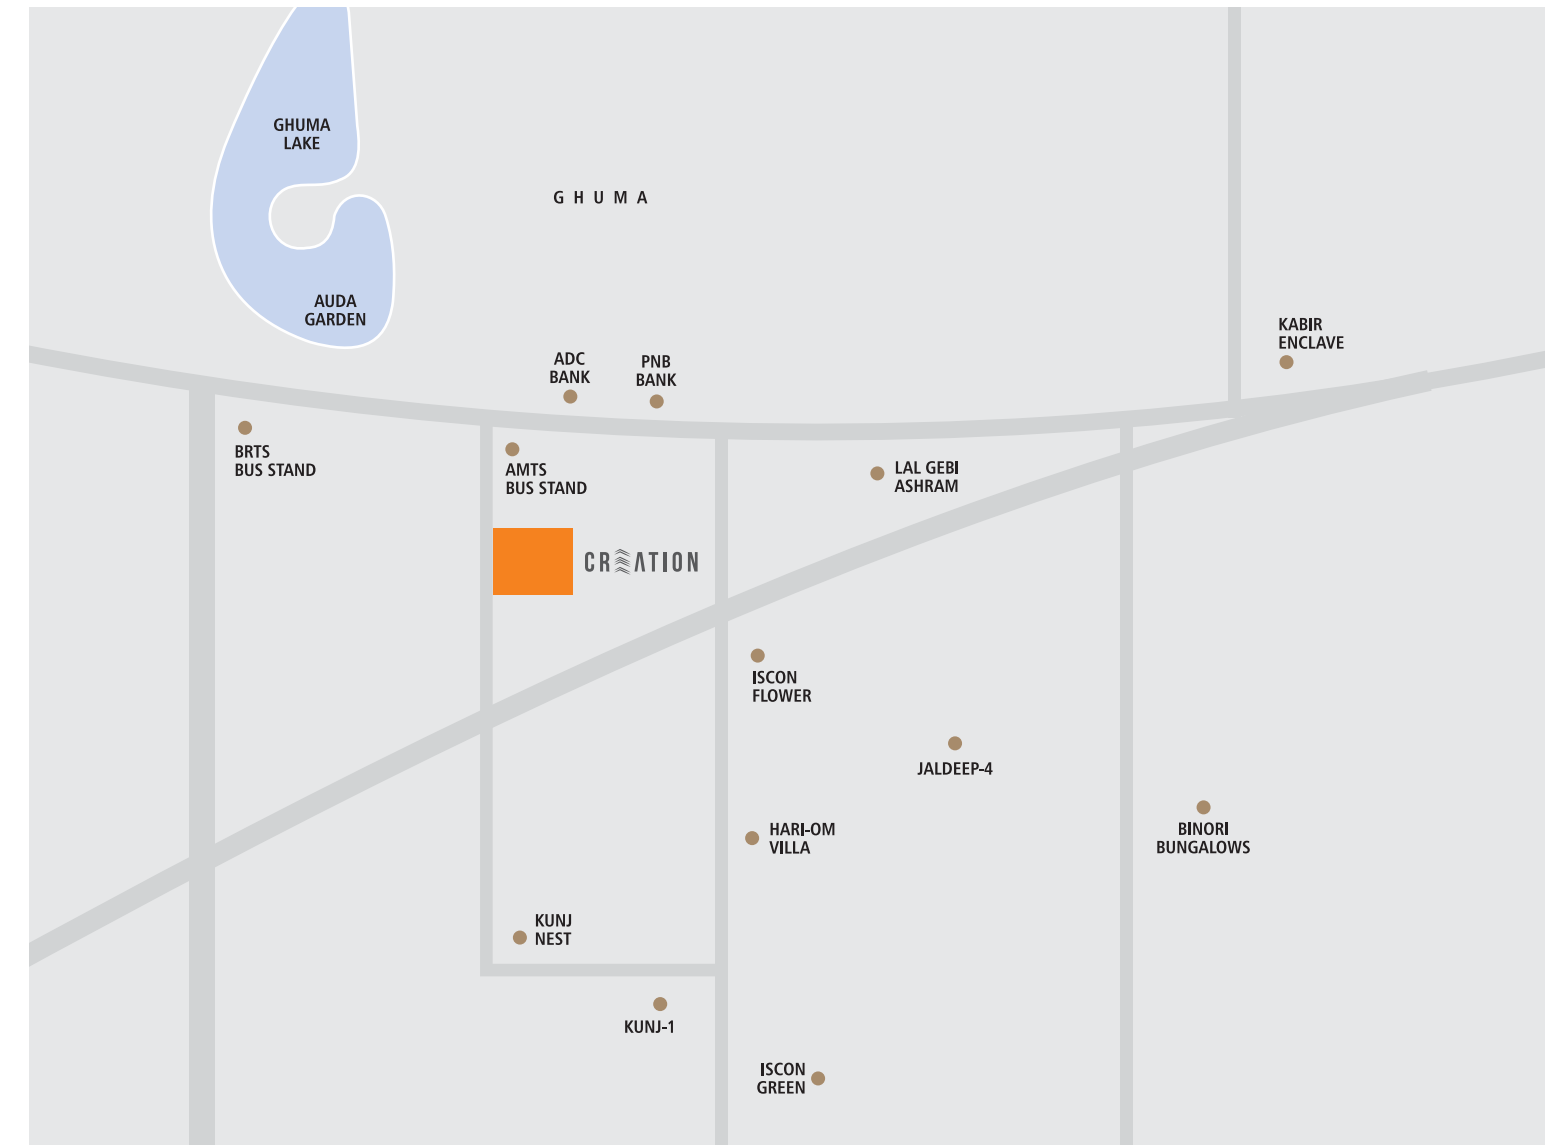 GHUMA
LAKE
GHUMA
AUDA
GARDEN
KABIR
ENCLAVE
ADC
BANK
PNB
BANK
BRTS
BUS STAND
AMTS
BUS STAND
LAL GEBI
ASHRAM
CREATION
ISCON
FLOWER
JALDEEP-4
HARI-OM
VILLA
BINORI
BUNGALOWS
KUNJ
NEST
KUNJ-1
ISCON
GREEN